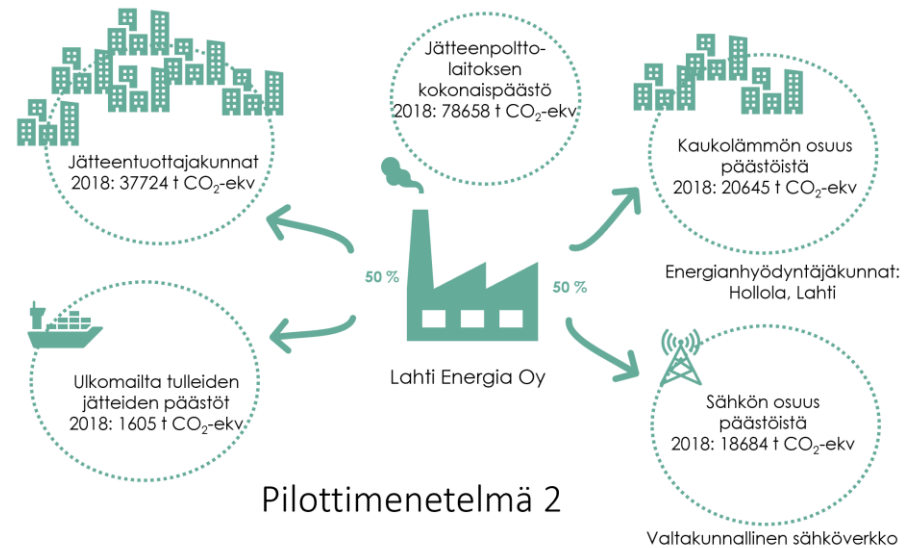 Jätteentuottajakunnat
2018: 37724 t CO₂-ekv
Jätteenpoltto-
laitoksen
kokonaispäästö
2018: 78658 t CO₂-ekv
Kaukolämmön osuus
päästöistä
2018: 20645 t CO₂-ekv
Energianhyödyntäjäkunnat:
Hollola, Lahti
50 %
50 %
Lahti Energia Oy
Ulkomailta tulleiden
jätteiden päästöt
2018: 1605 t CO₂-ekv
Sähkön osuus
päästöistä
2018: 18684 t CO₂-ekv
Valtakunnallinen sähköverkko
Pilottimenetelmä 2